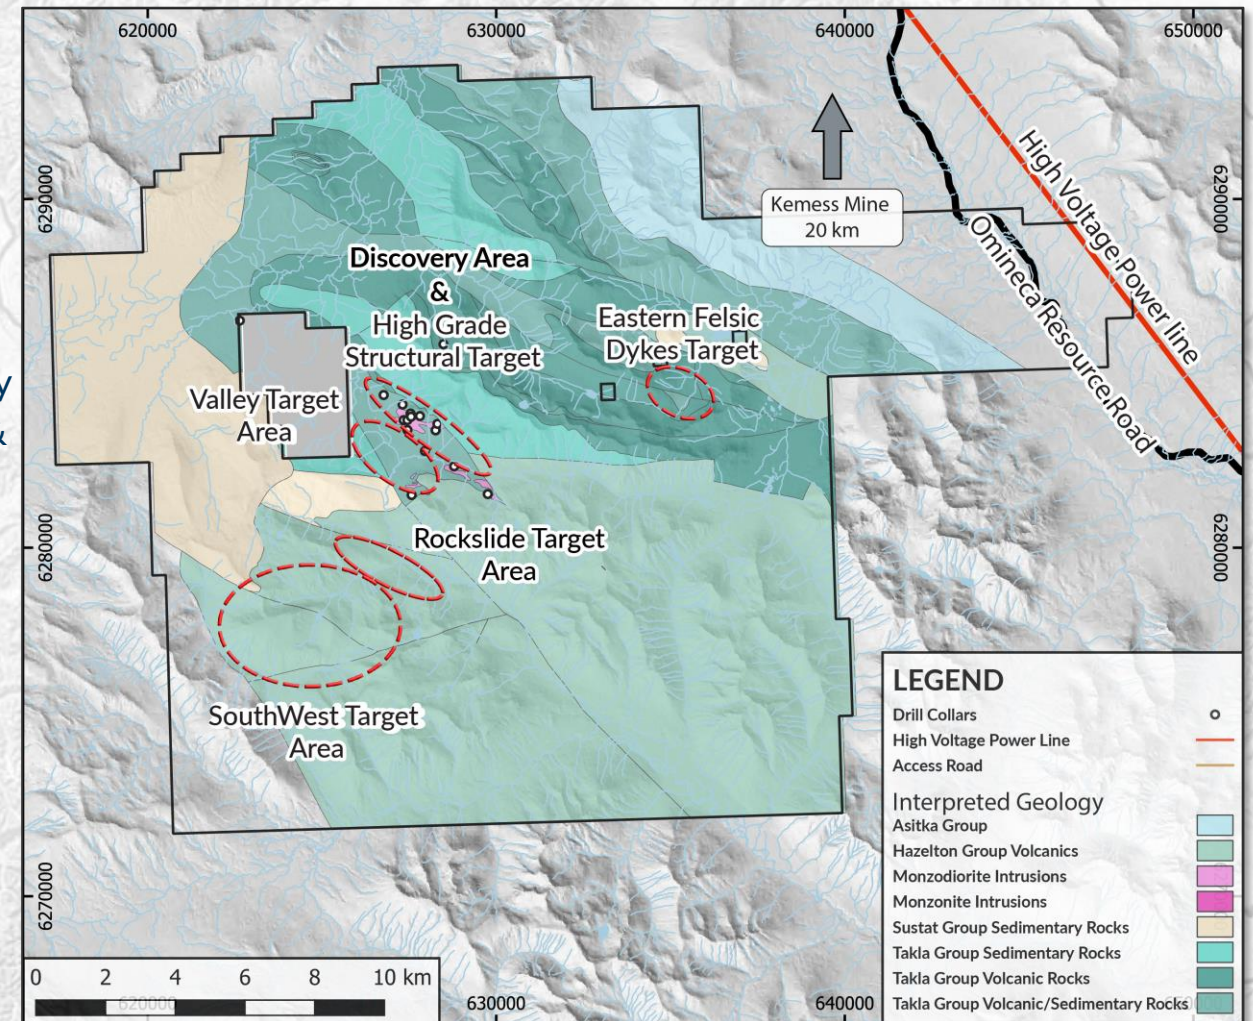 620000
630000
640000
650000
High Voltage Power line
6290000
6290000
Kemess Mine
20 km
Omineca Resource Road
Discovery Area
&
High Grade
Structural Target
Eastern Felsic
Dykes Target
y
&
Valley Target
Area
Rockslide Target
Area
6280000
6280000
SouthWest Target
Area
LEGEND
Drill Collars
High Voltage Power Line
Access Road
Interpreted Geology
Asitka Group
Hazelton Group Volcanics
Monzodiorite Intrusions
Monzonite Intrusions
Sustat Group Sedimentary Rocks
Takla Group Sedimentary Rocks
Takla Group Volcanic Rocks
Takla Group Volcanic/Sedimentary Rocks
6270000
0 2 4 6 8 10 km
620000
630000
640000